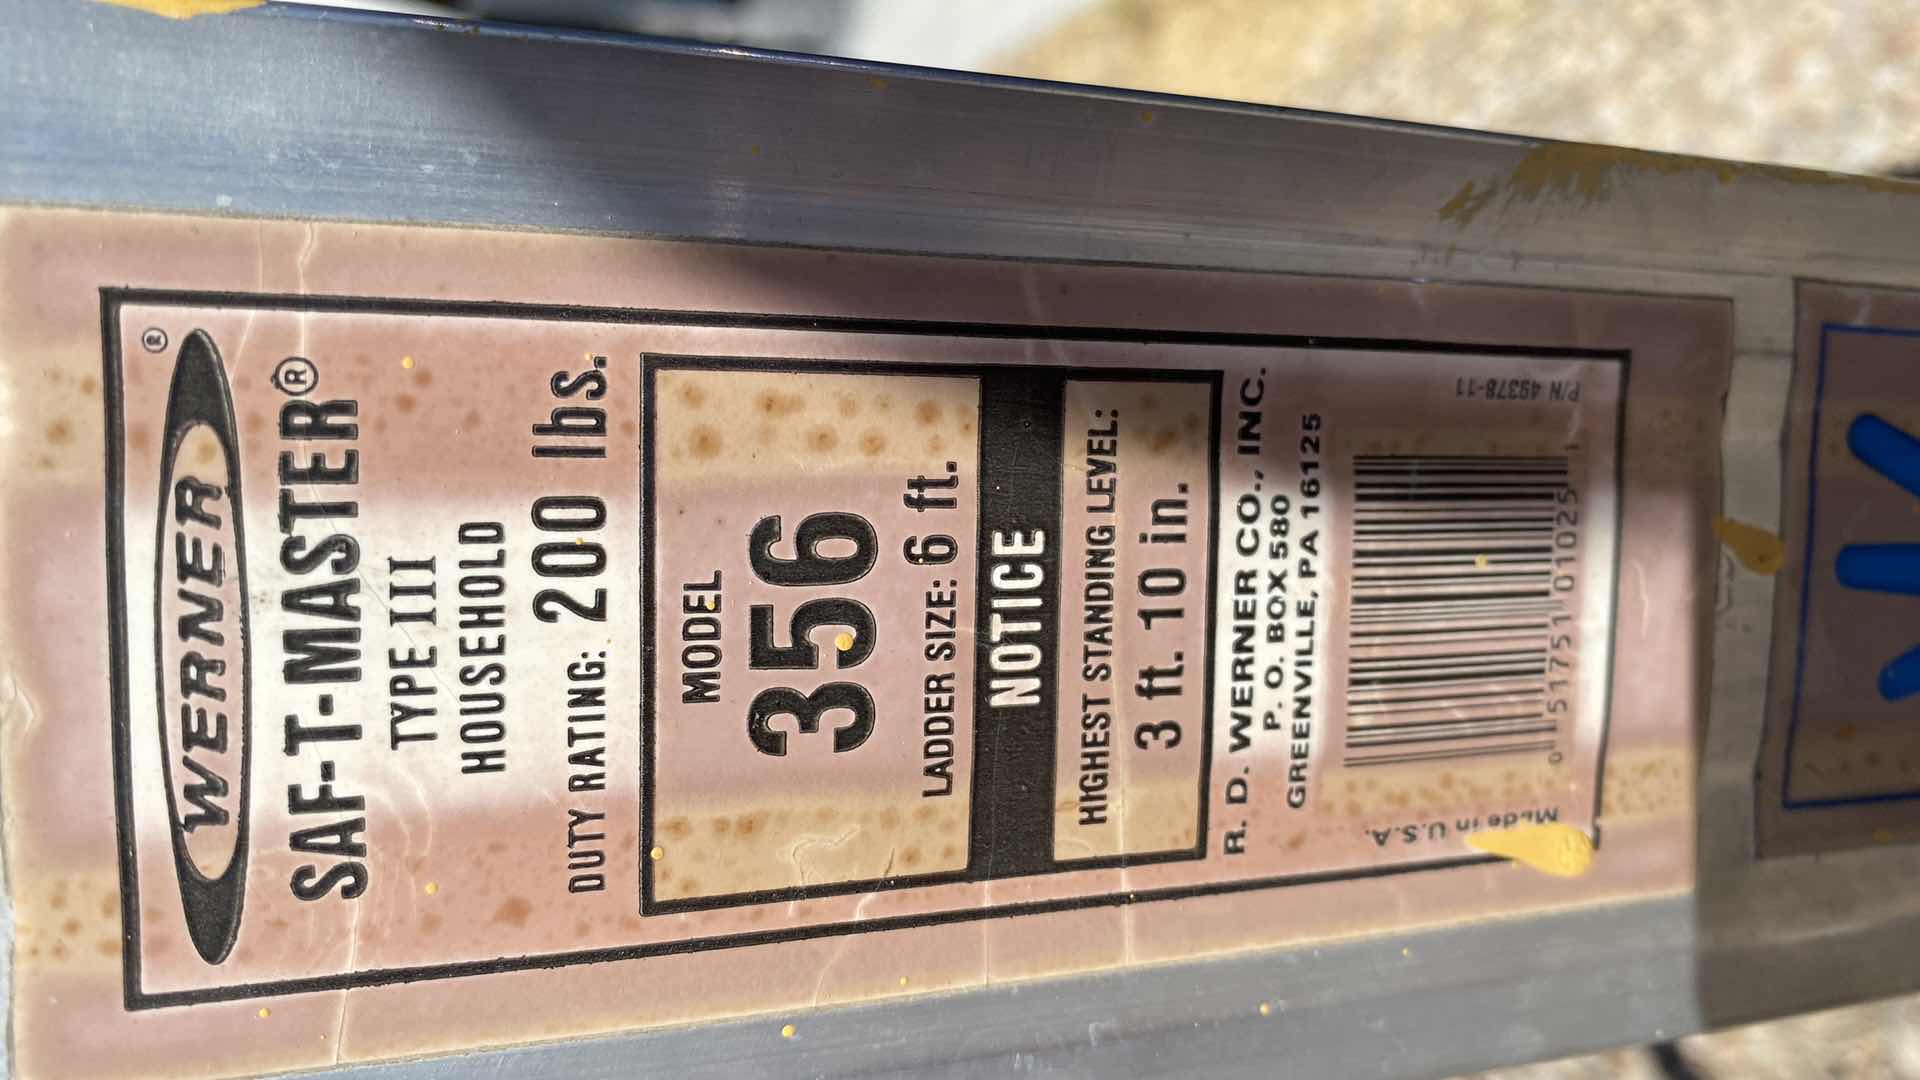 WERNER®
SAF-T-MASTER®
TYPE III
HOUSEHOLD
DUTY RATING: 200 lbs.
MODEL
356
LADDER SIZE: 6 ft.
NOTICE
HIGHEST STANDING LEVEL:
3 ft. 10 in.
R. D. WERNER CO., INC.
P. O. BOX 580
GREENVILLE, PA 16125
Made in U.S.A.
P/N 49378-11
0 51751 01025 1